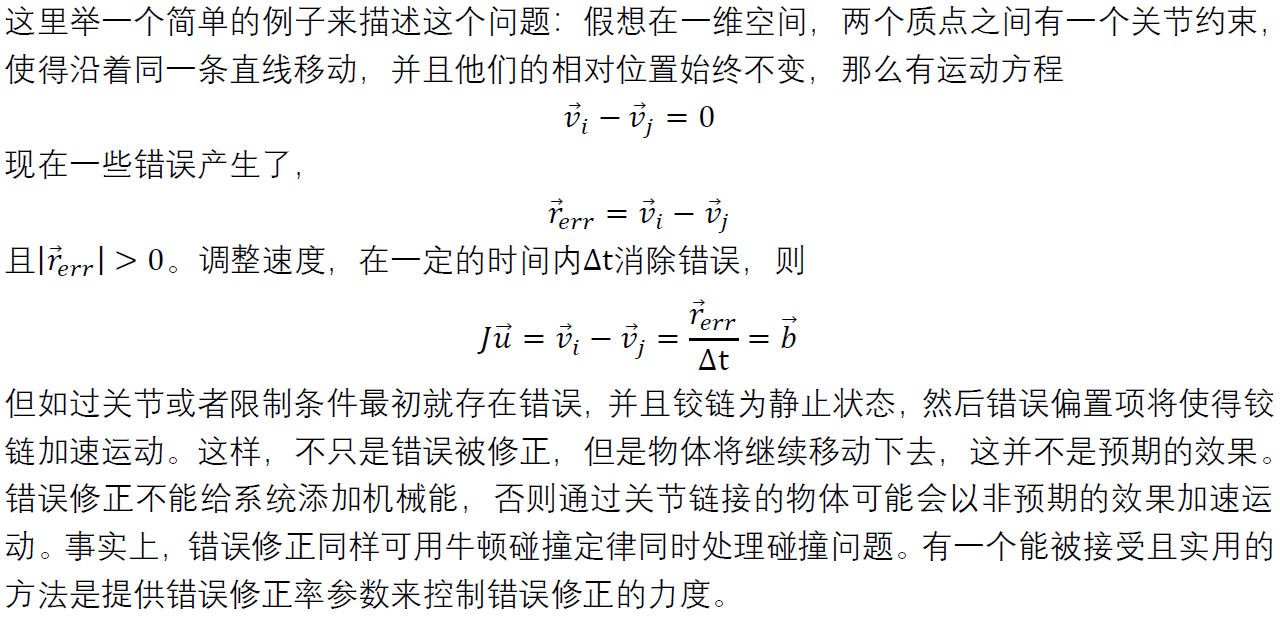 这里举一个简单的例子来描述这个问题：假想在一维空间，两个质点之间有一个关节约束，
使得沿着同一条直线移动，并且他们的相对位置始终不变，那么有运动方程
$\vec{v}_i - \vec{v}_j = 0$
现在一些错误产生了，
$\vec{r}_{err} = \vec{v}_i - \vec{v}_j$
且$|\vec{r}_{err}| > 0$。调整速度，在一定的时间内Δt消除错误，则
$J\vec{u} = \vec{v}_i - \vec{v}_j = \frac{\vec{r}_{err}}{\Delta t} = \vec{b}$
但如过关节或者限制条件最初就存在错误，并且铰链为静止状态，然后错误偏置项将使得铰
链加速运动。这样，不只是错误被修正，但是物体将继续移动下去，这并不是预期的效果。
错误修正不能给系统添加机械能，否则通过关节链接的物体可能会以非预期的效果加速运
动。事实上，错误修正同样可用牛顿碰撞定律同时处理碰撞问题。有一个能被接受且实用的
方法是提供错误修正率参数来控制错误修正的力度。